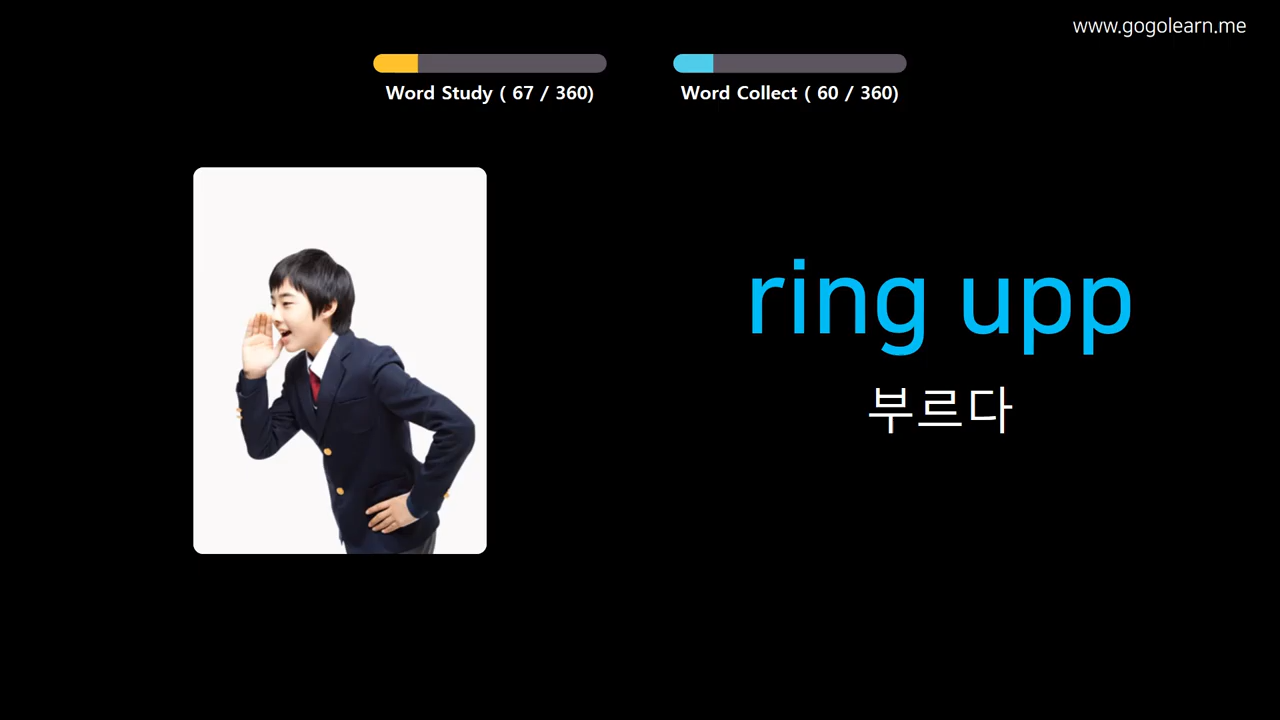 www.gogolearn.me
Word Study ( 67 / 360)
Word Collect ( 60 / 360)
ring upp
부르다